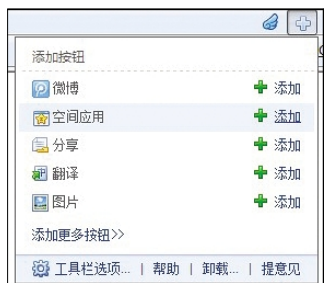 添加按钮
微博 添加
空间应用 添加
分享 添加
翻译 添加
图片 添加
添加更多按钮>>
工具栏选项... | 帮助 | 卸载... | 提意见